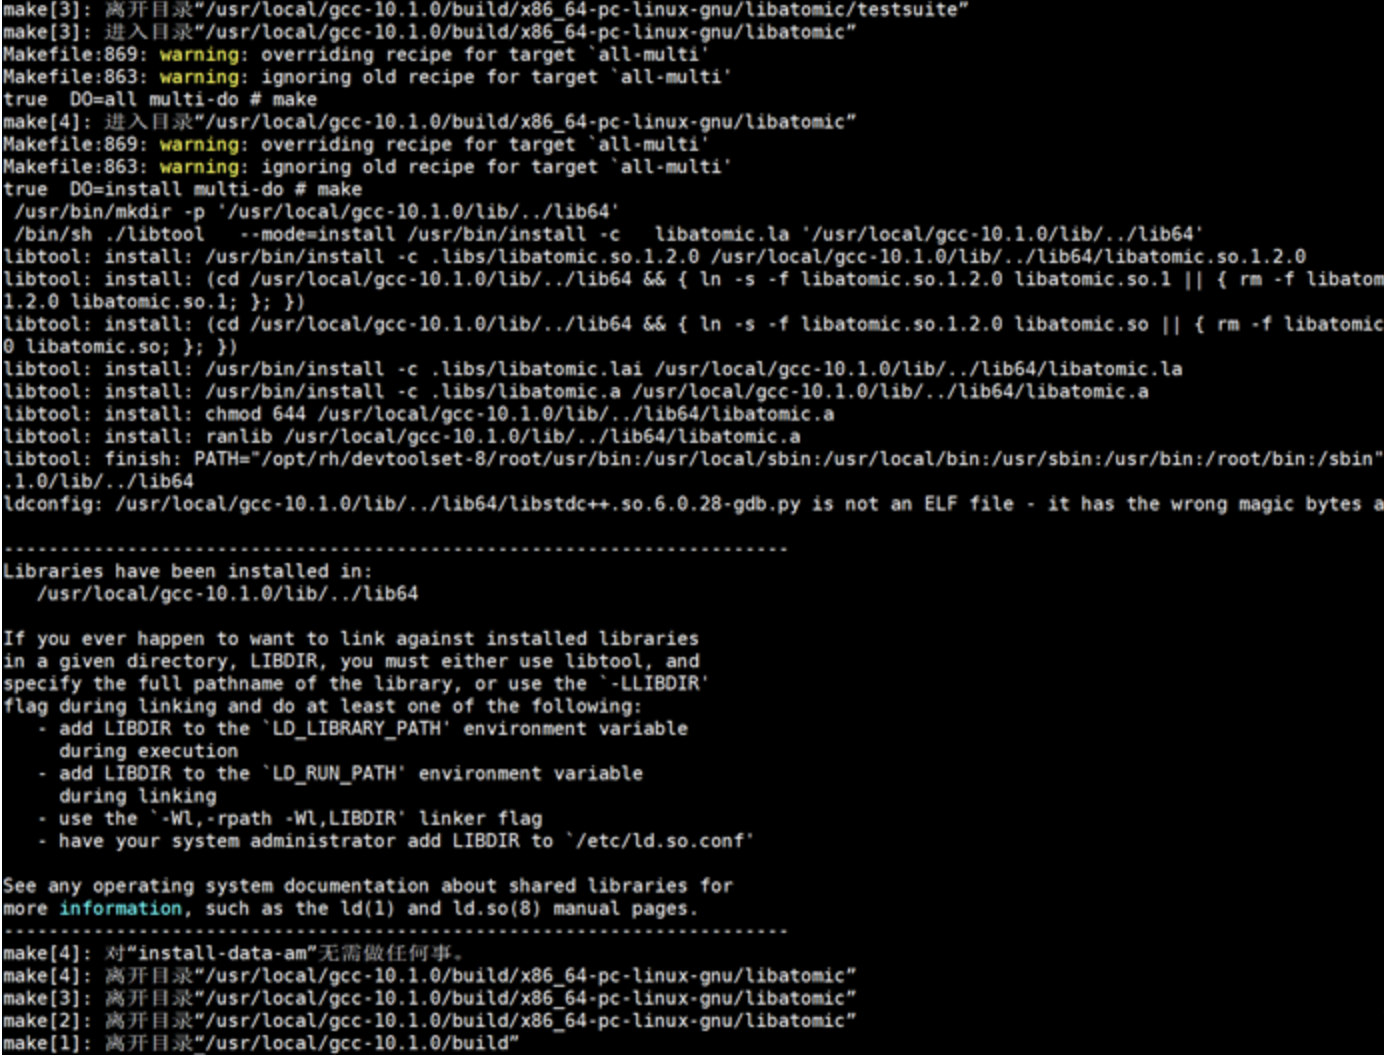 make[3]: 离开目录“/usr/local/gcc-10.1.0/build/x86_64-pc-linux-gnu/libatomic/testsuite”
make[3]: 进入目录“/usr/local/gcc-10.1.0/build/x86_64-pc-linux-gnu/libatomic”
Makefile:869: warning: overriding recipe for target `all-multi'
Makefile:863: warning: ignoring old recipe for target `all-multi'
true  DO=all multi-do # make
make[4]: 进入目录“/usr/local/gcc-10.1.0/build/x86_64-pc-linux-gnu/libatomic”
Makefile:869: warning: overriding recipe for target `all-multi'
Makefile:863: warning: ignoring old recipe for target `all-multi'
true  DO=install multi-do # make
 /usr/bin/mkdir -p '/usr/local/gcc-10.1.0/lib/../lib64'
 /bin/sh ./libtool   --mode=install /usr/bin/install -c   libatomic.la '/usr/local/gcc-10.1.0/lib/../lib64'
libtool: install: /usr/bin/install -c .libs/libatomic.so.1.2.0 /usr/local/gcc-10.1.0/lib/../lib64/libatomic.so.1.2.0
libtool: install: (cd /usr/local/gcc-10.1.0/lib/../lib64 && { ln -s -f libatomic.so.1.2.0 libatomic.so.1 || { rm -f libatom
1.2.0 libatomic.so.1; }; })
libtool: install: (cd /usr/local/gcc-10.1.0/lib/../lib64 && { ln -s -f libatomic.so.1.2.0 libatomic.so || { rm -f libatomic
0 libatomic.so; }; })
libtool: install: /usr/bin/install -c .libs/libatomic.lai /usr/local/gcc-10.1.0/lib/../lib64/libatomic.la
libtool: install: /usr/bin/install -c .libs/libatomic.a /usr/local/gcc-10.1.0/lib/../lib64/libatomic.a
libtool: install: chmod 644 /usr/local/gcc-10.1.0/lib/../lib64/libatomic.a
libtool: install: ranlib /usr/local/gcc-10.1.0/lib/../lib64/libatomic.a
libtool: finish: PATH="/opt/rh/devtoolset-8/root/usr/bin:/usr/local/sbin:/usr/local/bin:/usr/sbin:/usr/bin:/root/bin:/sbin"
.1.0/lib/../lib64
ldconfig: /usr/local/gcc-10.1.0/lib/../lib64/libstdc++.so.6.0.28-gdb.py is not an ELF file - it has the wrong magic bytes a
----------------------------------------------------------------------
Libraries have been installed in:
   /usr/local/gcc-10.1.0/lib/../lib64
If you ever happen to want to link against installed libraries
in a given directory, LIBDIR, you must either use libtool, and
specify the full pathname of the library, or use the `-LLIBDIR'
flag during linking and do at least one of the following:
   - add LIBDIR to the `LD_LIBRARY_PATH' environment variable
     during execution
   - add LIBDIR to the `LD_RUN_PATH' environment variable
     during linking
   - use the `-Wl,-rpath -Wl,LIBDIR' linker flag
   - have your system administrator add LIBDIR to `/etc/ld.so.conf'
See any operating system documentation about shared libraries for
more information, such as the ld(1) and ld.so(8) manual pages.
----------------------------------------------------------------------
make[4]: 对“install-data-am”无需做任何事。
make[4]: 离开目录“/usr/local/gcc-10.1.0/build/x86_64-pc-linux-gnu/libatomic”
make[3]: 离开目录“/usr/local/gcc-10.1.0/build/x86_64-pc-linux-gnu/libatomic”
make[2]: 离开目录“/usr/local/gcc-10.1.0/build/x86_64-pc-linux-gnu/libatomic”
make[1]: 离开目录“/usr/local/gcc-10.1.0/build”